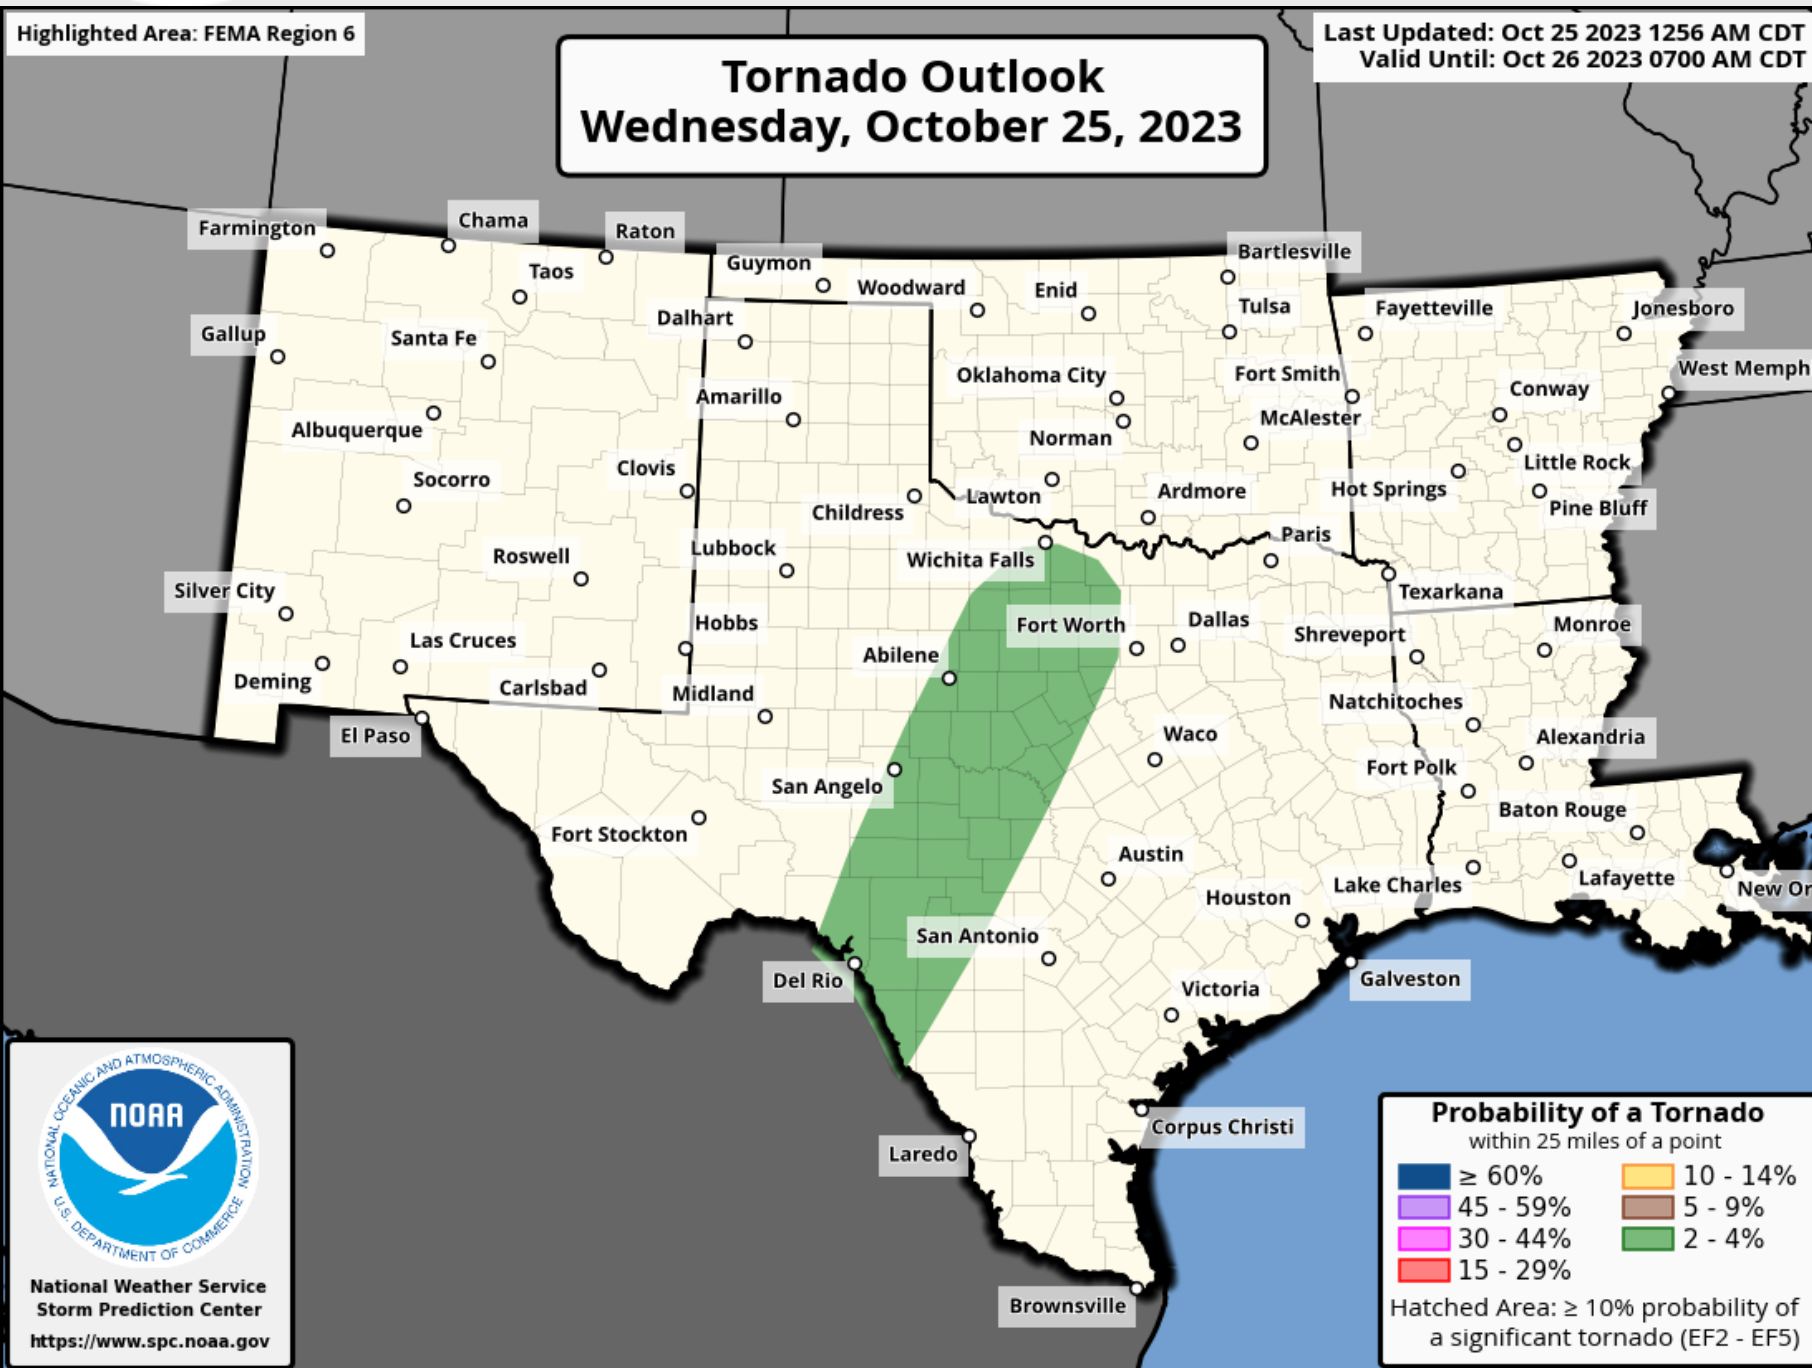 Highlighted Area: FEMA Region 6
Last Updated: Oct 25 2023 1256 AM CDT
Valid Until: Oct 26 2023 0700 AM CDT
Tornado Outlook
Wednesday, October 25, 2023
Farmington
Chama
Raton
Taos
Guymon
Woodward
Enid
Bartlesville
Tulsa
Fayetteville
Jonesboro
Gallup
Santa Fe
Dalhart
Oklahoma City
Fort Smith
West Memph
Amarillo
Conway
Albuquerque
Norman
McAlester
Clovis
Socorro
Little Rock
Childress
Lawton
Ardmore
Hot Springs
Pine Bluff
Roswell
Lubbock
Wichita Falls
Paris
Silver City
Texarkana
Las Cruces
Hobbs
Fort Worth
Dallas
Shreveport
Monroe
Deming
Carlsbad
Midland
Abilene
Natchitoches
El Paso
Waco
Alexandria
San Angelo
Fort Polk
Fort Stockton
Baton Rouge
Austin
Houston
Lake Charles
Lafayette
New Or
San Antonio
Del Rio
Victoria
Galveston
Laredo
Corpus Christi
Brownsville
NATIONAL OCEANIC AND ATMOSPHERIC ADMINISTRATION
NOAA
U.S. DEPARTMENT OF COMMERCE
National Weather Service
Storm Prediction Center
https://www.spc.noaa.gov
Probability of a Tornado
within 25 miles of a point
≥ 60%
45 - 59%
30 - 44%
15 - 29%
10 - 14%
5 - 9%
2 - 4%
Hatched Area: ≥ 10% probability of
a significant tornado (EF2 - EF5)